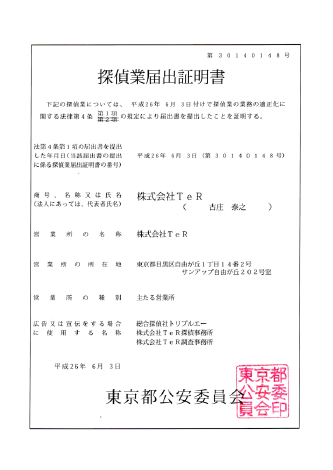 第 30140148 号
探偵業届出証明書
下記の探偵業については、 平成26年 6月 3日付けで探偵業の業務の適正化に
関する法律第4条 第1項 第2項 の規定により届出書を提出したことを証明する。
法第4条第1項の届出書を提出
した年月日(当該届出書の提出
に係る探偵業届出証明書の番号)
平成26年 6月 3日(第30140148号)
商号、名称又は氏名
(法人にあっては、代表者氏名)
株式会社TeR
( 古庄 泰之 )
営業所の名称
株式会社TeR
営業所の所在地
東京都目黒区自由が丘1丁目14番2号
サンアップ自由が丘202号室
営業所の種別
主たる営業所
広告又は宣伝をする場合
に使用する名称
総合探偵社トリプルエー
株式会社TeR探偵事務所
株式会社TeR調査事務所
平成26年 6月 3日
東京都公安委員会
東京都
公安委
員会印